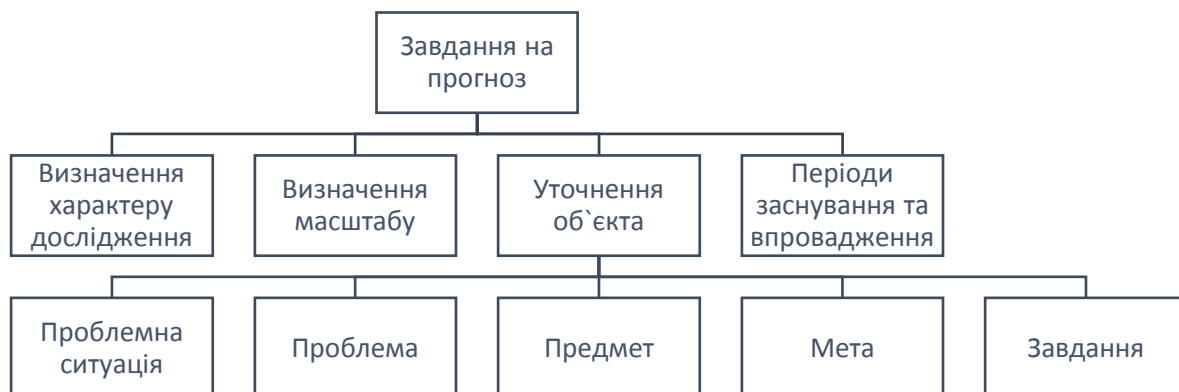 Завдання на
прогноз
Визначення
характеру
дослідження
Визначення
масштабу
Уточнення
об`єкта
Періоди
заснування та
впровадження
Проблемна
ситуація
Проблема
Предмет
Мета
Завдання